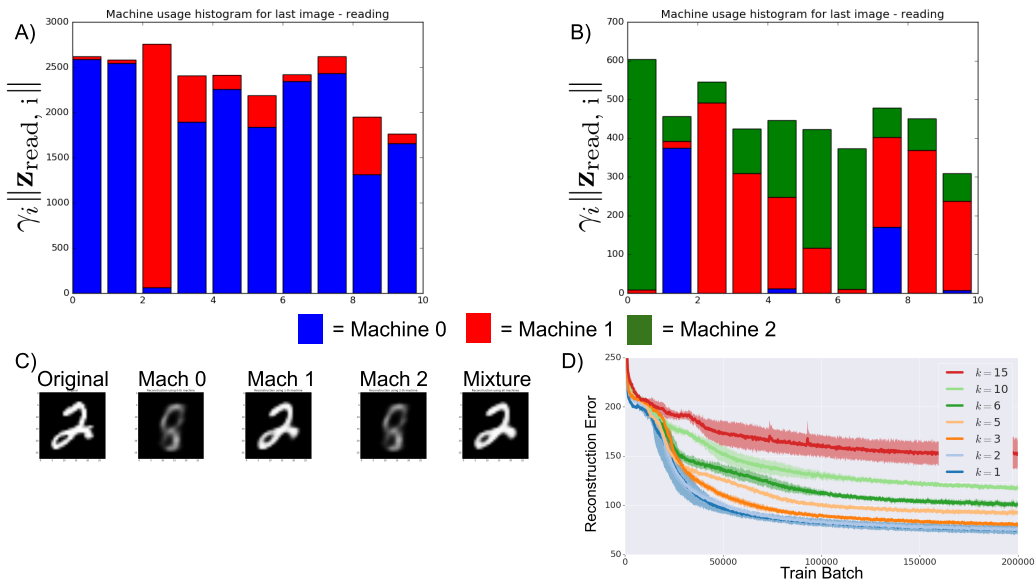 A)
Machine usage histogram for last image - reading
γi‖z_read, i‖
3000
2500
2000
1500
1000
500
0
0 2 4 6 8 10
B)
Machine usage histogram for last image - reading
γi‖z_read, i‖
700
600
500
400
300
200
100
0
0 2 4 6 8 10
= Machine 0 = Machine 1 = Machine 2
C)
Original Mach 0 Mach 1 Mach 2 Mixture
D)
Reconstruction Error
250
200
150
100
50
k = 15
k = 10
k = 6
k = 5
k = 3
k = 2
k = 1
0 50000 100000 150000 200000
Train Batch